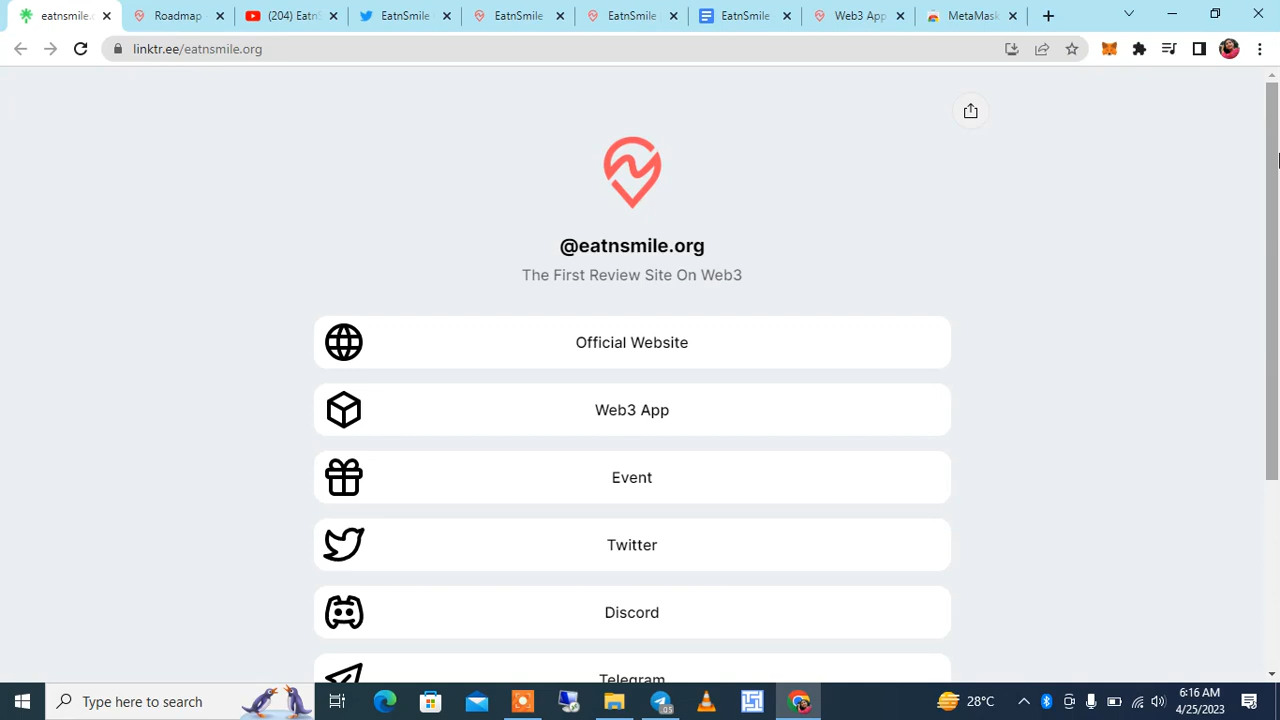 eatnsmile.
Roadmap
(204) EatnS
EatnSmile
EatnSmile
EatnSmile
EatnSmile
Web3 App
MetaMask
linktr.ee/eatnsmile.org
@eatnsmile.org
The First Review Site On Web3
Official Website
Web3 App
Event
Twitter
Discord
Telegram
Type here to search
05
28°C
6:16 AM
4/25/2023